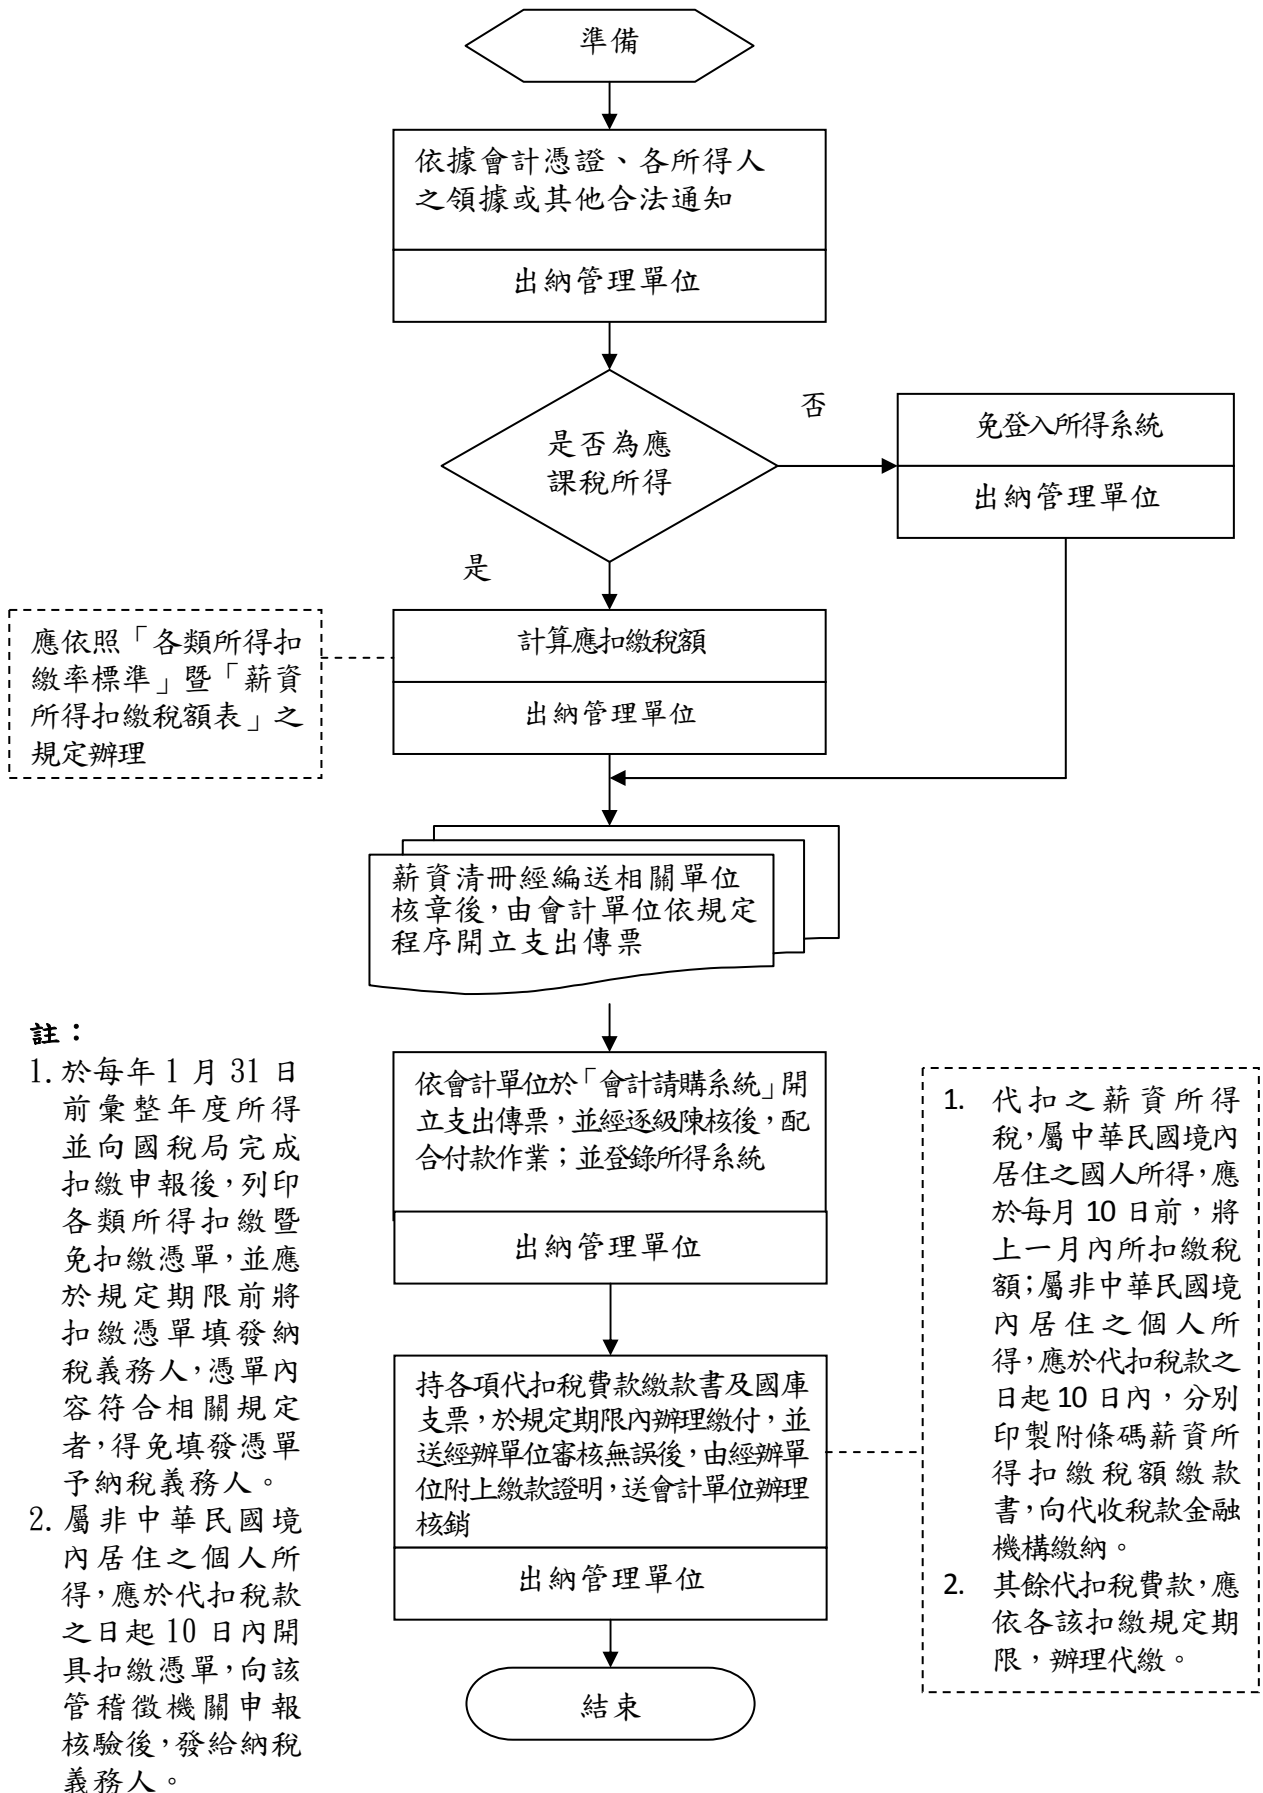 準備
依據會計憑證、各所得人
之領據或其他合法通知
出納管理單位
是否為應
課稅所得
否
免登入所得系統
出納管理單位
是
應依照「各類所得扣
繳率標準」暨「薪資
所得扣繳稅額表」之
規定辦理
計算應扣繳稅額
出納管理單位
薪資清冊經編送相關單位
核章後，由會計單位依規定
程序開立支出傳票
依會計單位於「會計請購系統」開
立支出傳票，並經逐級陳核後，配
合付款作業；並登錄所得系統
出納管理單位
持各項代扣稅費款繳款書及國庫
支票，於規定期限內辦理繳付，並
送經辦單位審核無誤後，由經辦單
位附上繳款證明，送會計單位辦理
核銷
出納管理單位
結束
註：
1. 於每年 1 月 31 日
前彙整年度所得
並向國稅局完成
扣繳申報後，列印
各類所得扣繳暨
免扣繳憑單，並應
於規定期限前將
扣繳憑單填發納
稅義務人，憑單內
容符合相關規定
者，得免填發憑單
予納稅義務人。
2. 屬非中華民國境
內居住之個人所
得，應於代扣稅款
之日起 10 日內開
具扣繳憑單，向該
管稽徵機關申報
核驗後，發給納稅
義務人。
1. 代扣之薪資所得
稅，屬中華民國境內
居住之國人所得，應
於每月 10 日前，將
上一月內所扣繳稅
額；屬非中華民國境
內居住之個人所
得，應於代扣稅款之
日起 10 日內，分別
印製附條碼薪資所
得扣繳稅額繳款
書，向代收稅款金融
機構繳納。
2. 其餘代扣稅費款，應
依各該扣繳規定期
限，辦理代繳。